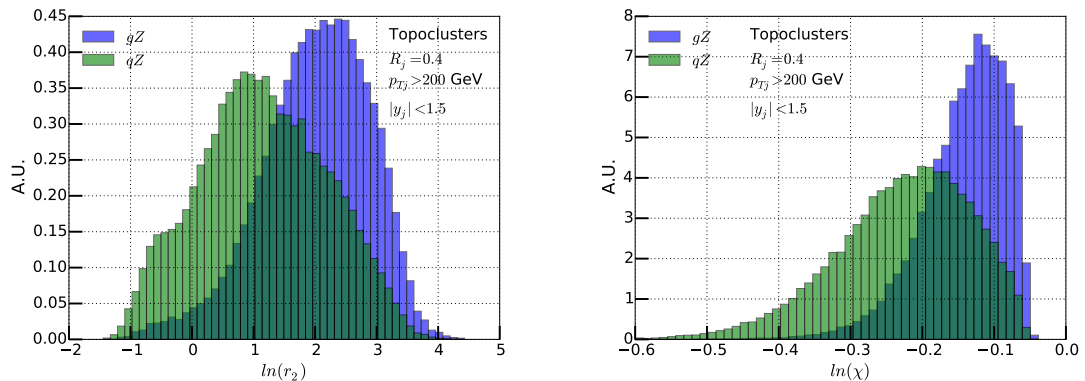 0.45
0.40
0.35
0.30
0.25
0.20
0.15
0.10
0.05
0.00
A.U.
gZ
qZ
Topoclusters
R_j = 0.4
p_{Tj} > 200 GeV
|y_j| < 1.5
−2 −1 0 1 2 3 4 5
ln(r_2)
8
7
6
5
4
3
2
1
0
A.U.
gZ
qZ
Topoclusters
R_j = 0.4
p_{Tj} > 200 GeV
|y_j| < 1.5
−0.6 −0.5 −0.4 −0.3 −0.2 −0.1 0.0
ln(χ)